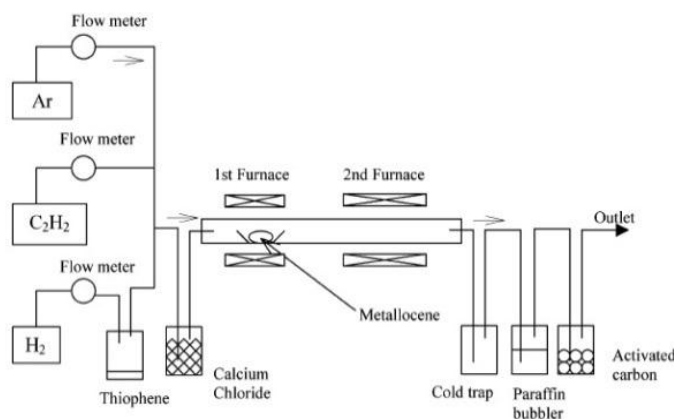 Flow meter
Ar
Flow meter
C₂H₂
Flow meter
H₂
Thiophene
Calcium
Chloride
1st Furnace
2nd Furnace
Metallocene
Cold trap
Paraffin
bubbler
Activated
carbon
Outlet